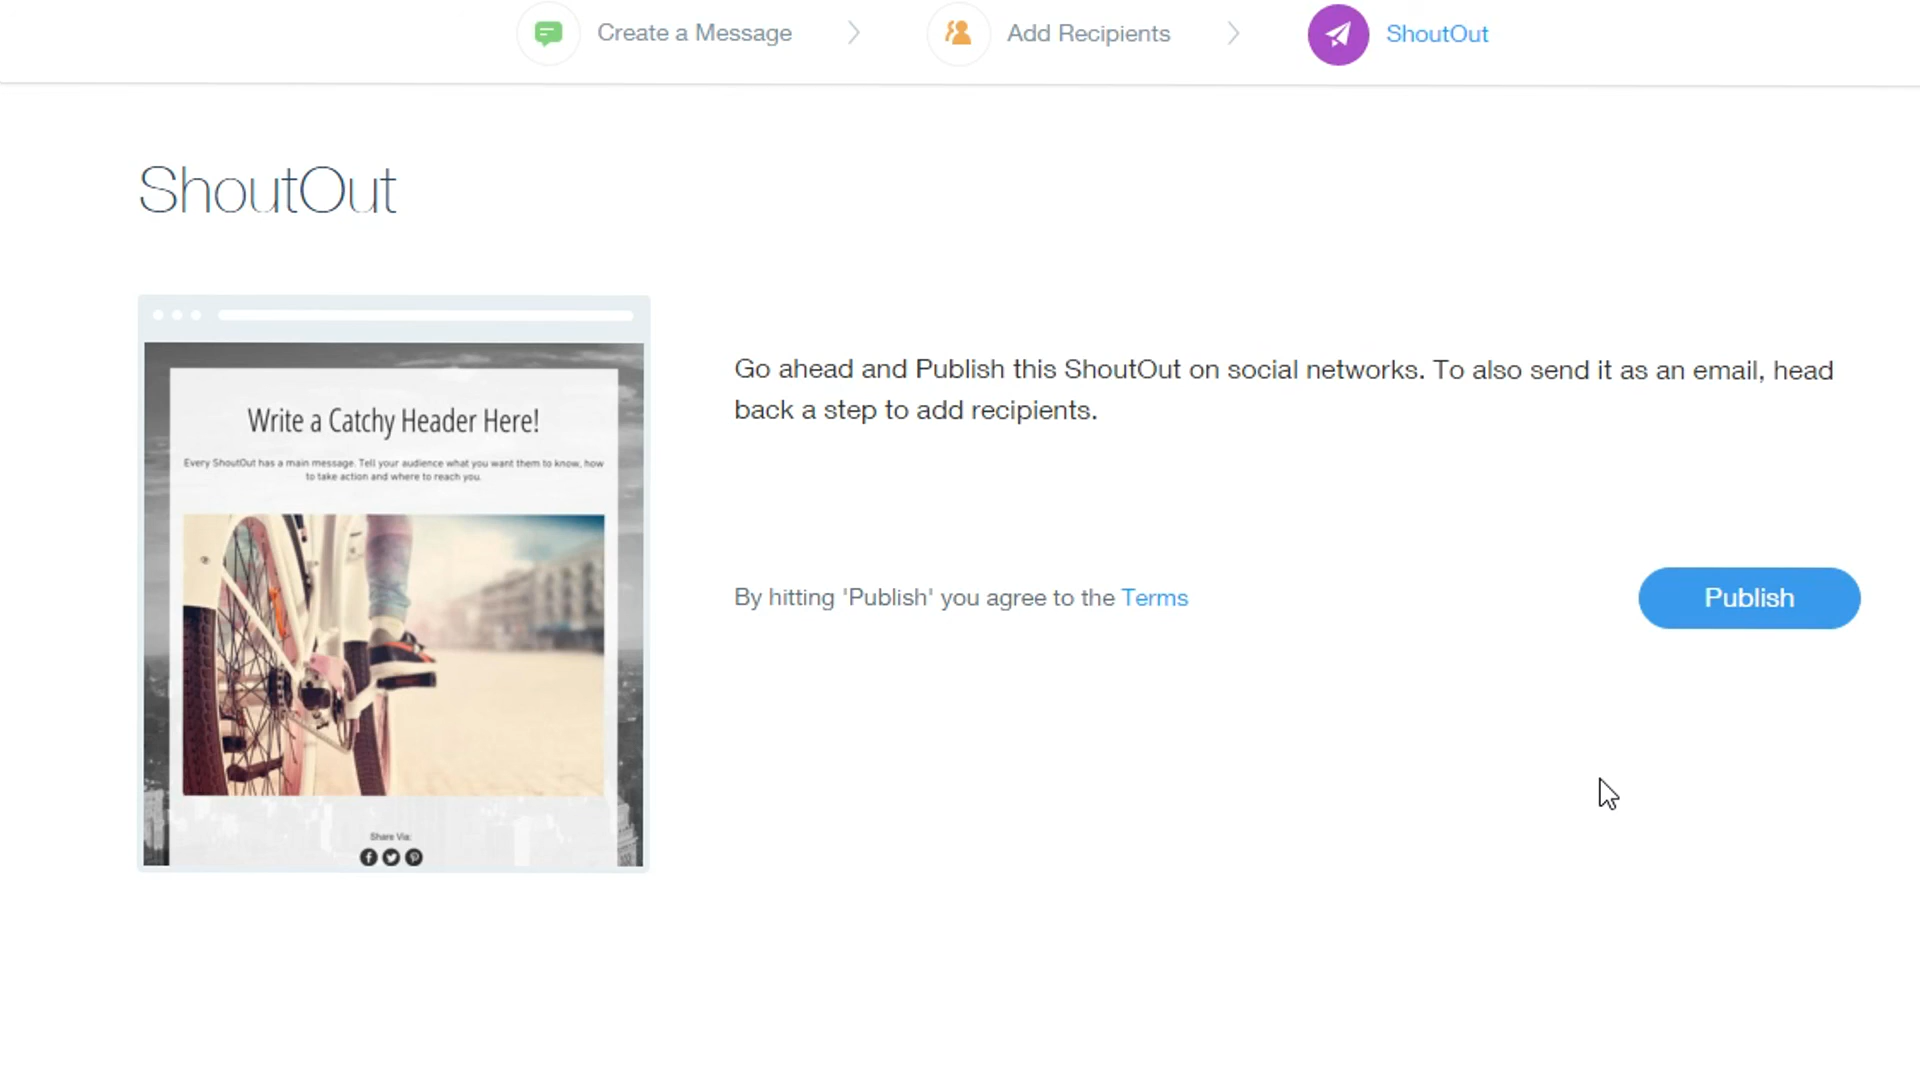 Create a Message
Add Recipients
ShoutOut
ShoutOut
Write a Catchy Header Here!
Every ShoutOut has a main message. Tell your audience what you want them to know, how
to take action and where to reach you.
Share Via:
Go ahead and Publish this ShoutOut on social networks. To also send it as an email, head
back a step to add recipients.
By hitting 'Publish' you agree to the Terms
Publish